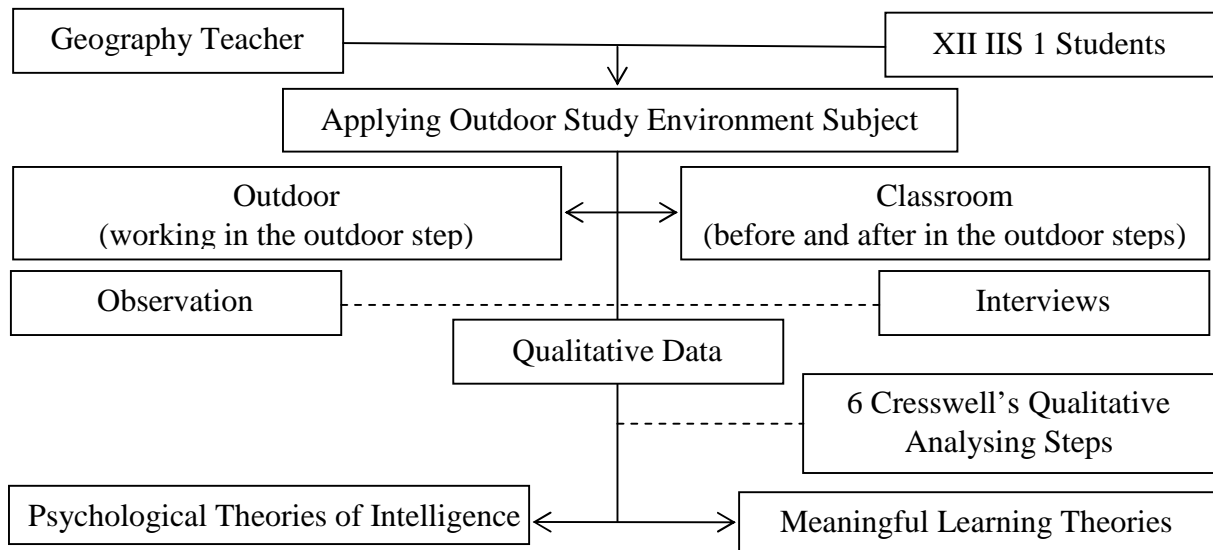 Geography Teacher
XII IIS 1 Students
Applying Outdoor Study Environment Subject
Outdoor
(working in the outdoor step)
Classroom
(before and after in the outdoor steps)
Observation
Interviews
Qualitative Data
6 Cresswell’s Qualitative
Analysing Steps
Psychological Theories of Intelligence
Meaningful Learning Theories